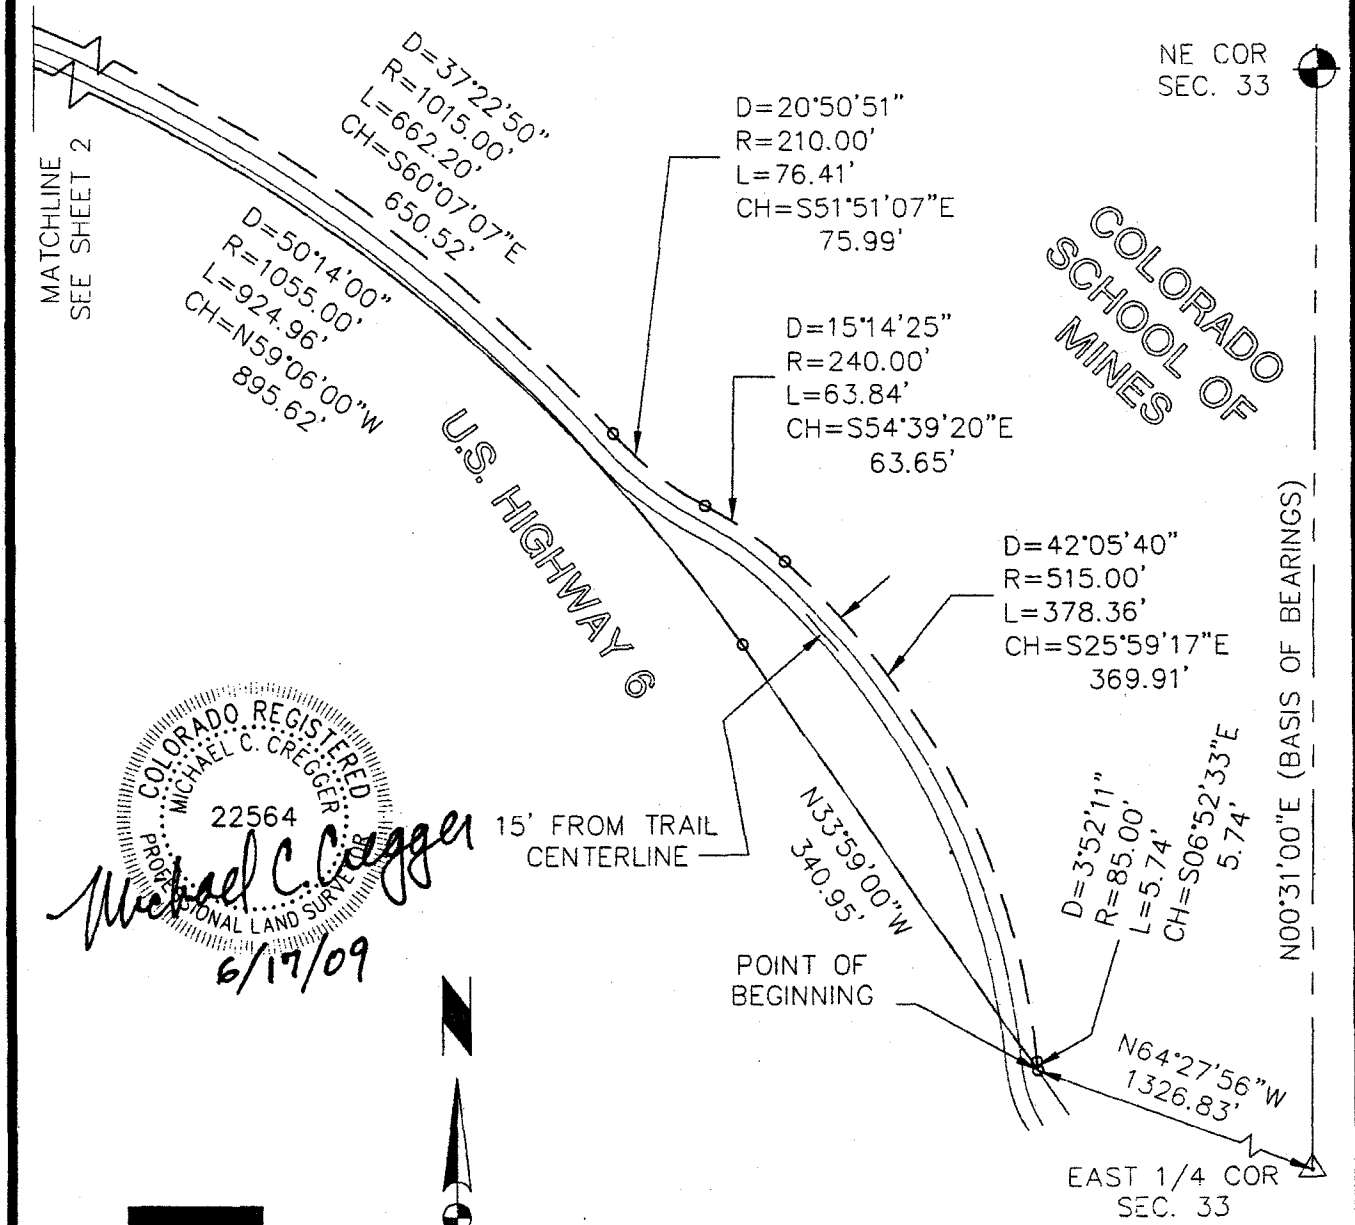 NE COR
SEC. 33
D=37°22'50"
R=1015.00'
L=662.20'
CH=S60°07'07"E
650.52'
D=20°50'51"
R=210.00'
L=76.41'
CH=S51°51'07"E
75.99'
MATCHLINE
SEE SHEET 2
D=50°14'00"
R=1055.00'
L=924.96'
CH=N59°06'00"W
895.62'
COLORADO
SCHOOL OF
MINES
D=15°14'25"
R=240.00'
L=63.84'
CH=S54°39'20"E
63.65'
U.S. HIGHWAY 6
D=42°05'40"
R=515.00'
L=378.36'
CH=S25°59'17"E
369.91'
N00°31'00"E (BASIS OF BEARINGS)
COLORADO REGISTERED
MICHAEL C. CREGGER
22564
PROFESSIONAL LAND SURVEYOR
Michael C. Cregger
6/17/09
15' FROM TRAIL
CENTERLINE
N33°59'00"W
340.95'
D=3°52'11"
R=85.00'
L=5.74'
CH=S06°52'33"E
5.74'
POINT OF
BEGINNING
N64°27'56"W
1326.83'
N
EAST 1/4 COR
SEC. 33